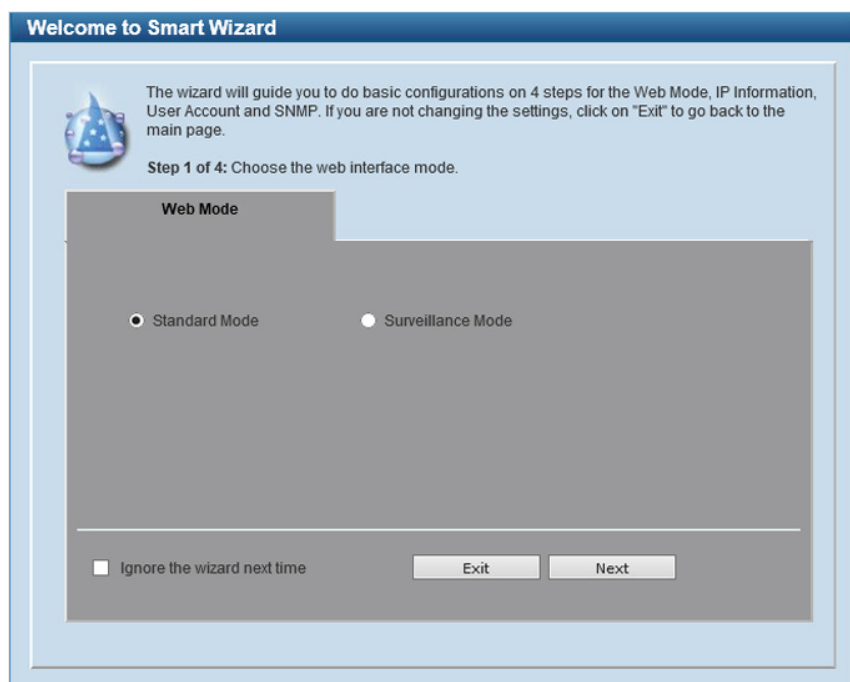 Welcome to Smart Wizard
The wizard will guide you to do basic configurations on 4 steps for the Web Mode, IP Information,
User Account and SNMP. If you are not changing the settings, click on "Exit" to go back to the
main page.
Step 1 of 4: Choose the web interface mode.
Web Mode
Standard Mode
Surveillance Mode
Ignore the wizard next time
Exit
Next